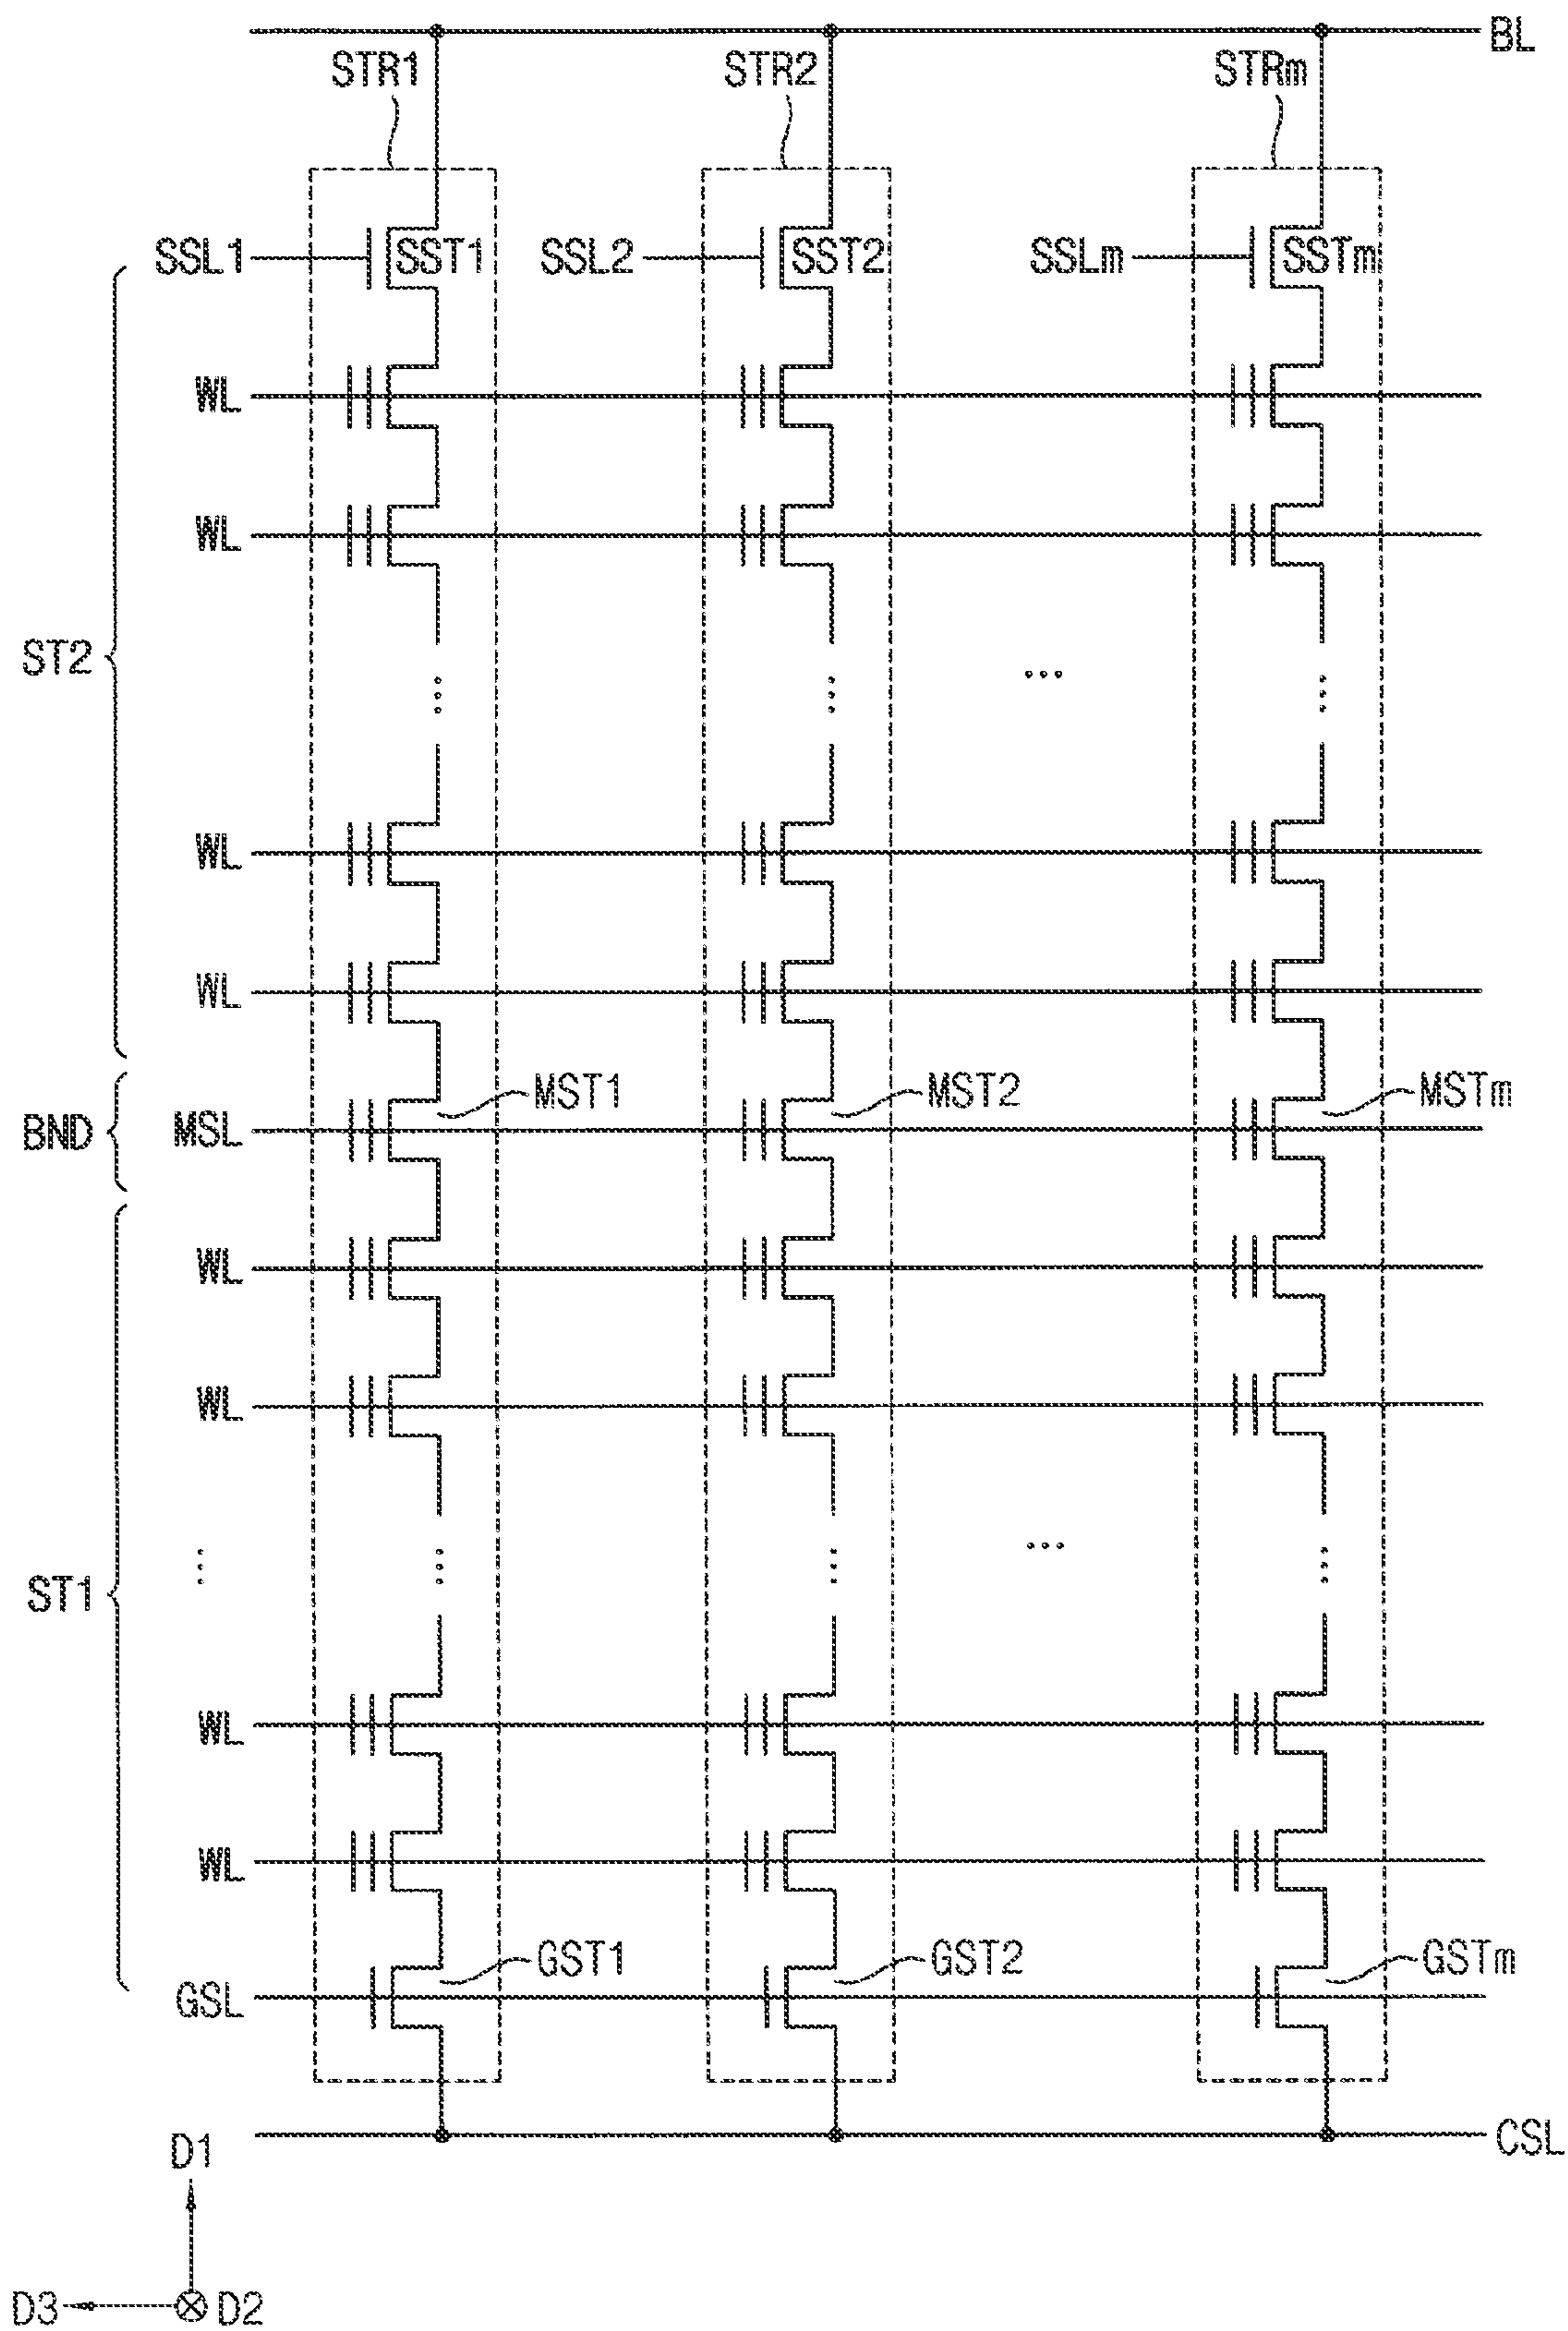 BL
STR1 STR2 STRm
SSL1 SST1 SSL2 SST2 SSLm SSTm
WL
WL
ST2
WL
WL
MST1 MST2 MSTm
BND MSL
WL
WL
ST1
WL
WL
GST1 GST2 GSTm
GSL
CSL
D1
D3 D2